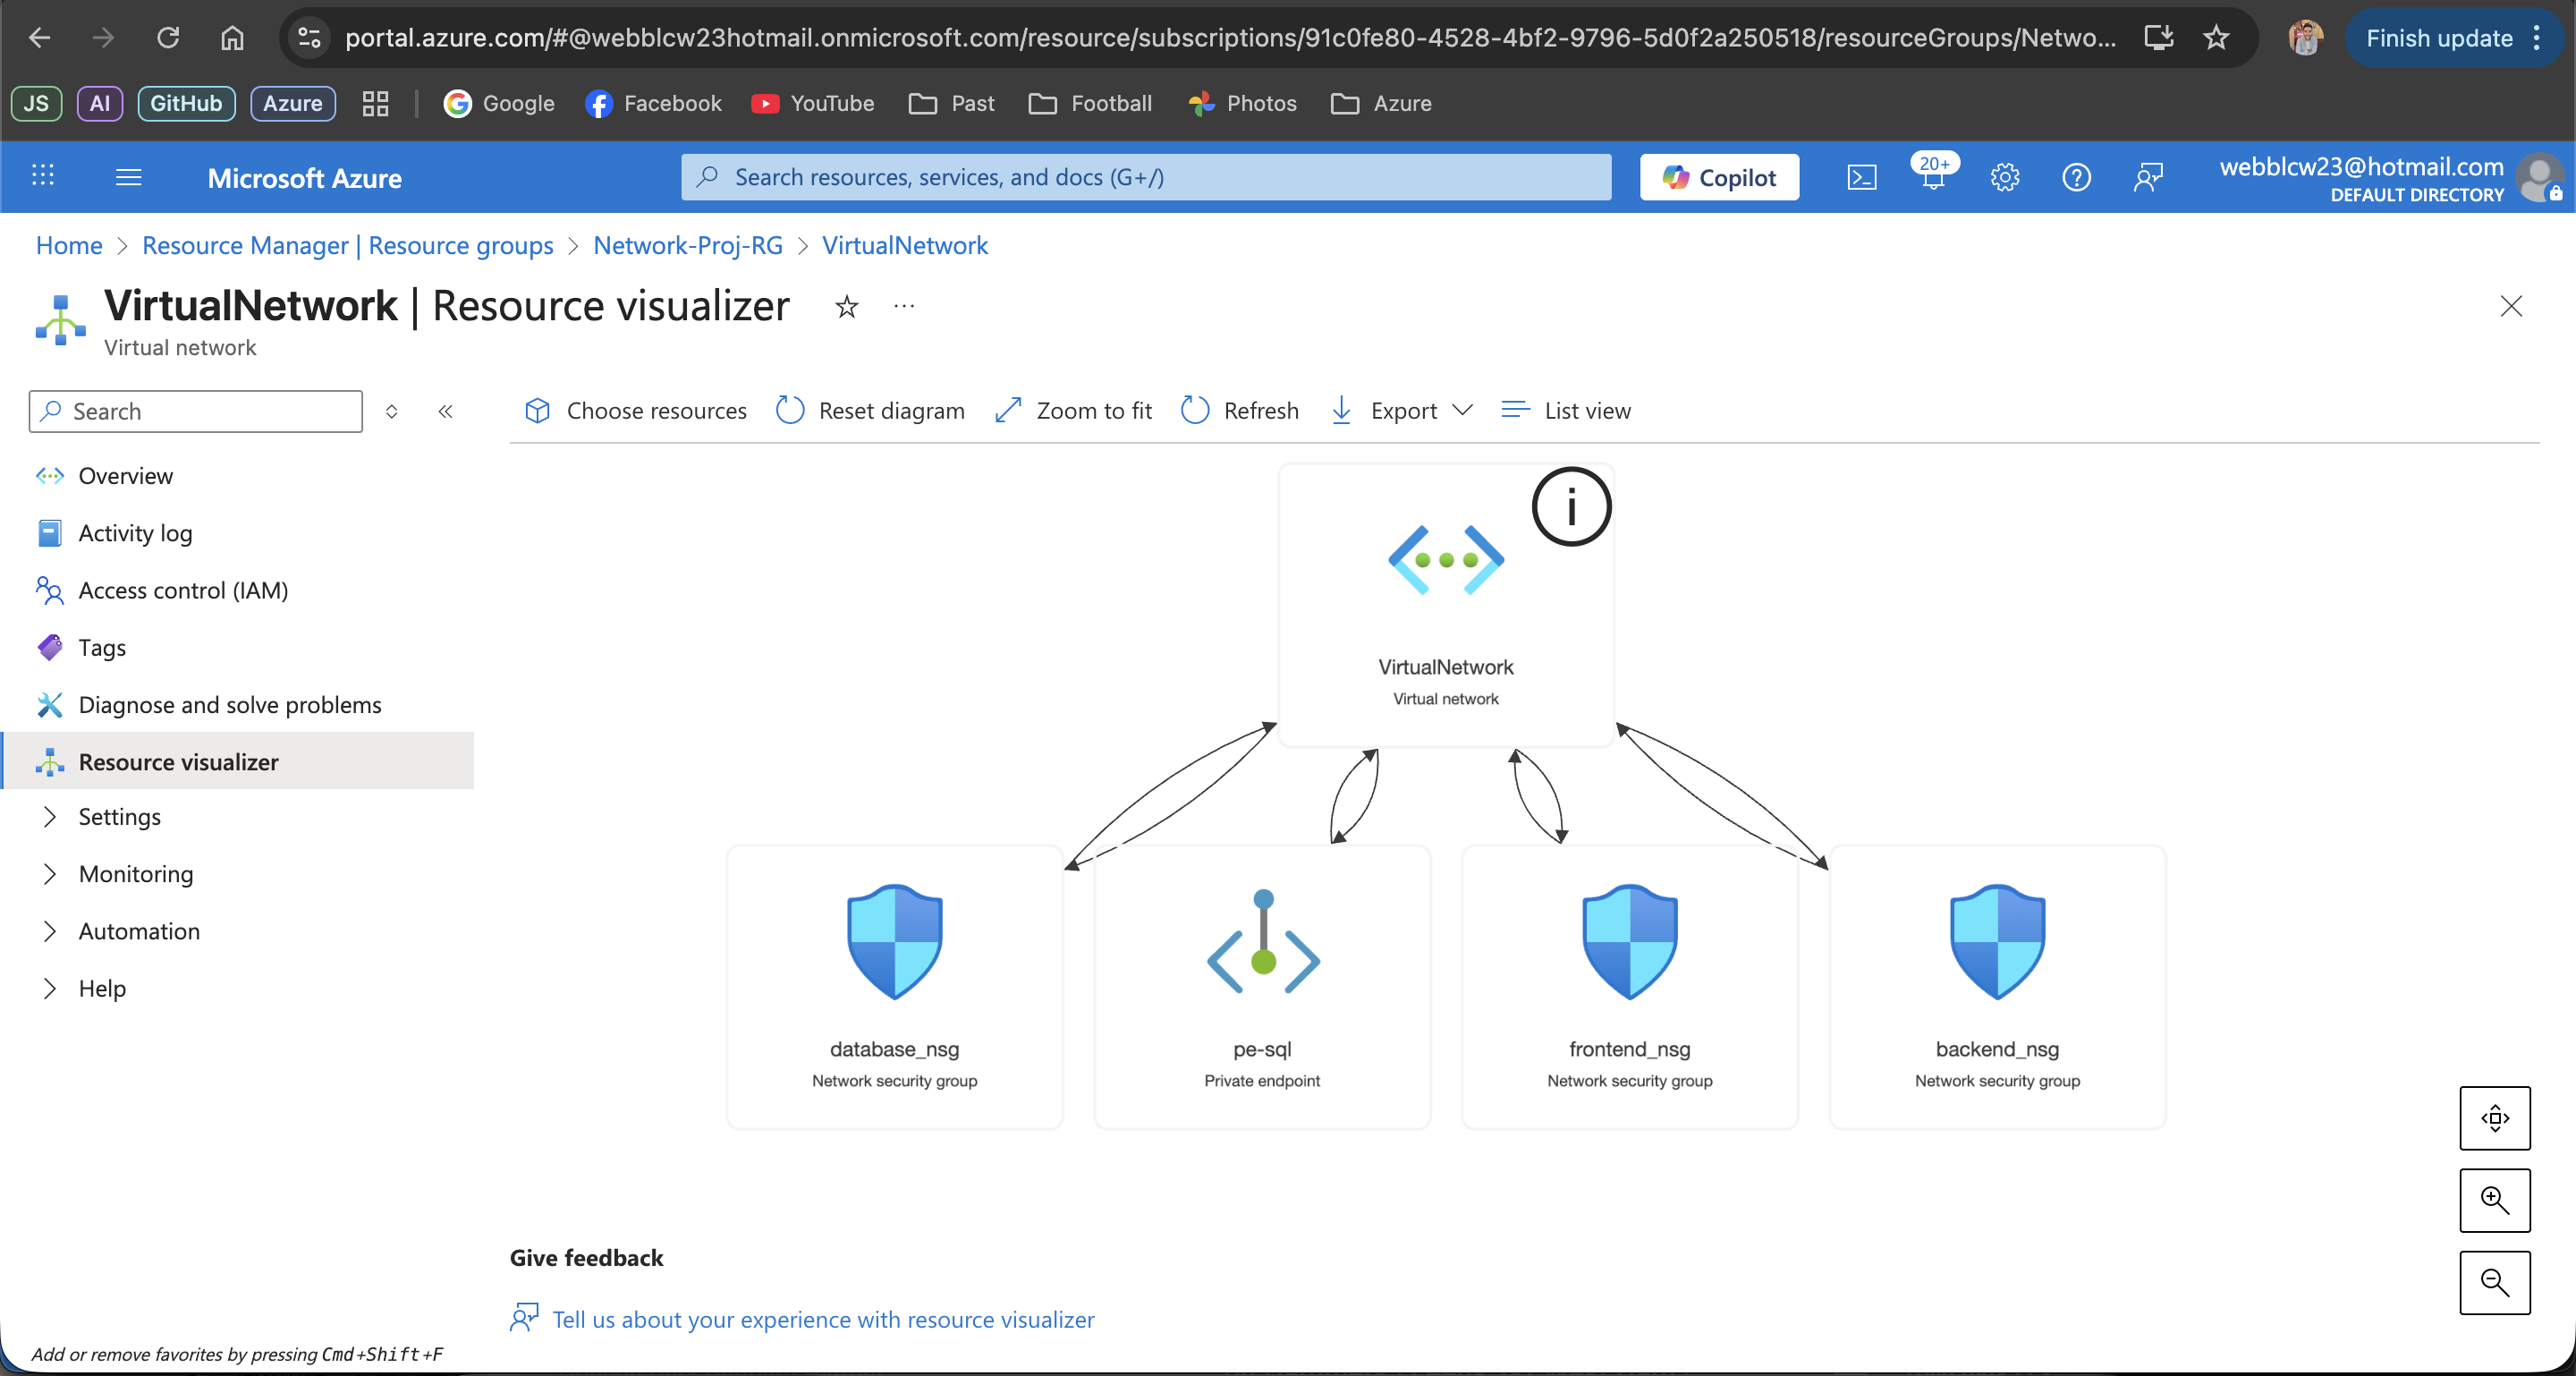 portal.azure.com/#@webblcw23hotmail.onmicrosoft.com/resource/subscriptions/91c0fe80-4528-4bf2-9796-5d0f2a250518/resourceGroups/Netwo...
Finish update
JS
AI
GitHub
Azure
Google
Facebook
YouTube
Past
Football
Photos
Azure
Microsoft Azure
Search resources, services, and docs (G+/)
Copilot
20+
webblcw23@hotmail.com
DEFAULT DIRECTORY
Home > Resource Manager | Resource groups > Network-Proj-RG > VirtualNetwork
VirtualNetwork | Resource visualizer
Virtual network
Search
Choose resources
Reset diagram
Zoom to fit
Refresh
Export
List view
Overview
Activity log
Access control (IAM)
Tags
Diagnose and solve problems
Resource visualizer
Settings
Monitoring
Automation
Help
i
VirtualNetwork
Virtual network
database_nsg
Network security group
pe-sql
Private endpoint
frontend_nsg
Network security group
backend_nsg
Network security group
Give feedback
Tell us about your experience with resource visualizer
Add or remove favorites by pressing Cmd+Shift+F